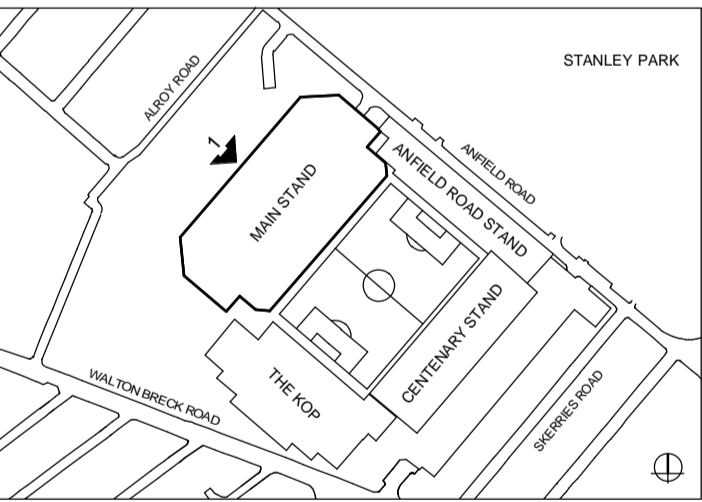 STANLEY PARK
ALROY ROAD
1
MAIN STAND
ANFIELD ROAD
ANFIELD ROAD STAND
CENTENARY STAND
THE KOP
WALTON BRECK ROAD
SKERRIES ROAD